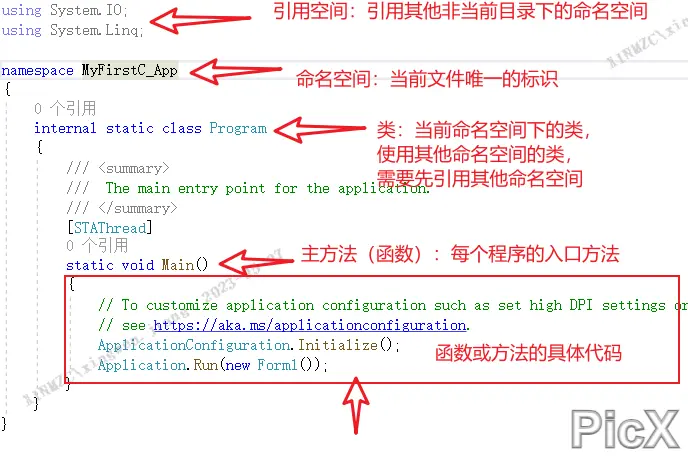 using System.IO;
引用空间：引用其他非当前目录下的命名空间
using System.Linq;
namespace MyFirstC_App
命名空间：当前文件唯一的标识
{
0 个引用
internal static class Program
类：当前命名空间下的类，
{
使用其他命名空间的类，
/// <summary>
需要先引用其他命名空间
/// The main entry point for the application.
/// </summary>
[STAThread]
0 个引用
static void Main()
主方法（函数）：每个程序的入口方法
{
// To customize application configuration such as set high DPI settings or
// see https://aka.ms/applicationconfiguration.
ApplicationConfiguration.Initialize();
函数或方法的具体代码
Application.Run(new Form1());
}
}
}
PicX